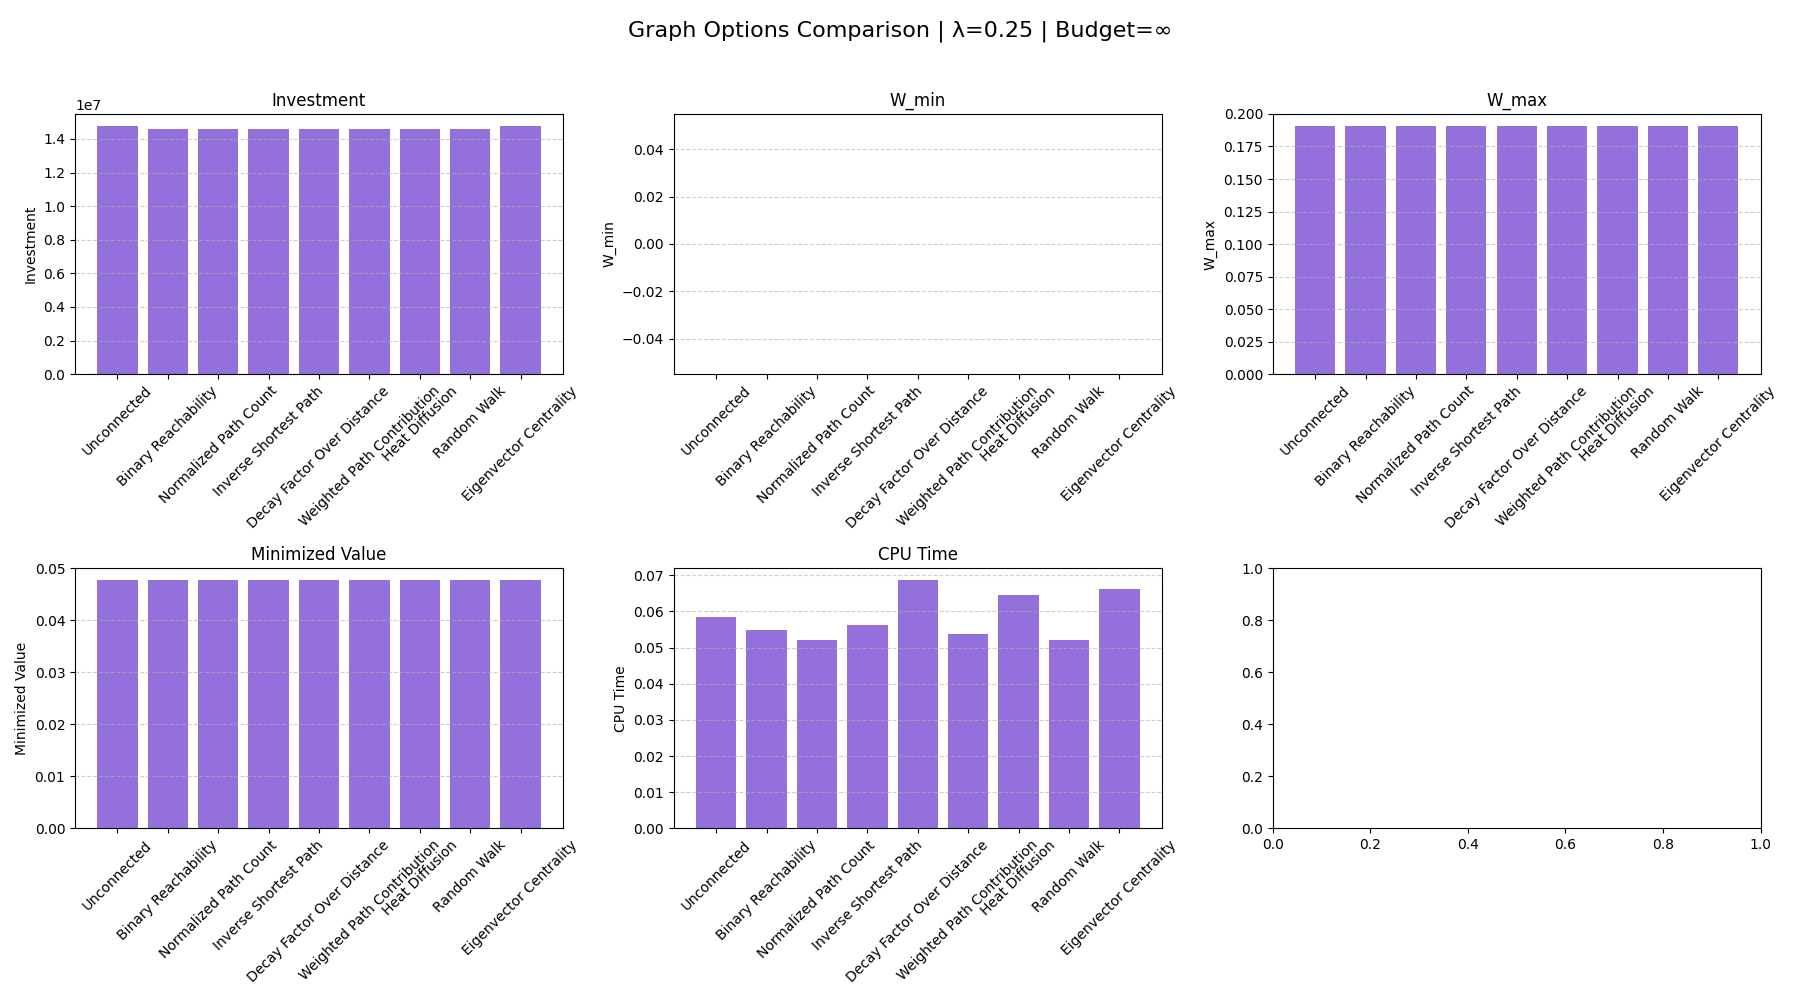 Graph Options Comparison | λ=0.25 | Budget=∞
Investment
1e7
Investment
1.4
1.2
1.0
0.8
0.6
0.4
0.2
0.0
Unconnected
Binary Reachability
Normalized Path Count
Inverse Shortest Path
Decay Factor Over Distance
Weighted Path Contribution
Heat Diffusion
Random Walk
Eigenvector Centrality
W_min
W_min
0.04
0.02
0.00
−0.02
−0.04
Unconnected
Binary Reachability
Normalized Path Count
Inverse Shortest Path
Decay Factor Over Distance
Weighted Path Contribution
Heat Diffusion
Random Walk
Eigenvector Centrality
W_max
W_max
0.200
0.175
0.150
0.125
0.100
0.075
0.050
0.025
0.000
Unconnected
Binary Reachability
Normalized Path Count
Inverse Shortest Path
Decay Factor Over Distance
Weighted Path Contribution
Heat Diffusion
Random Walk
Eigenvector Centrality
Minimized Value
Minimized Value
0.05
0.04
0.03
0.02
0.01
0.00
Unconnected
Binary Reachability
Normalized Path Count
Inverse Shortest Path
Decay Factor Over Distance
Weighted Path Contribution
Heat Diffusion
Random Walk
Eigenvector Centrality
CPU Time
CPU Time
0.07
0.06
0.05
0.04
0.03
0.02
0.01
0.00
Unconnected
Binary Reachability
Normalized Path Count
Inverse Shortest Path
Decay Factor Over Distance
Weighted Path Contribution
Heat Diffusion
Random Walk
Eigenvector Centrality
1.0
0.8
0.6
0.4
0.2
0.0
0.0 0.2 0.4 0.6 0.8 1.0